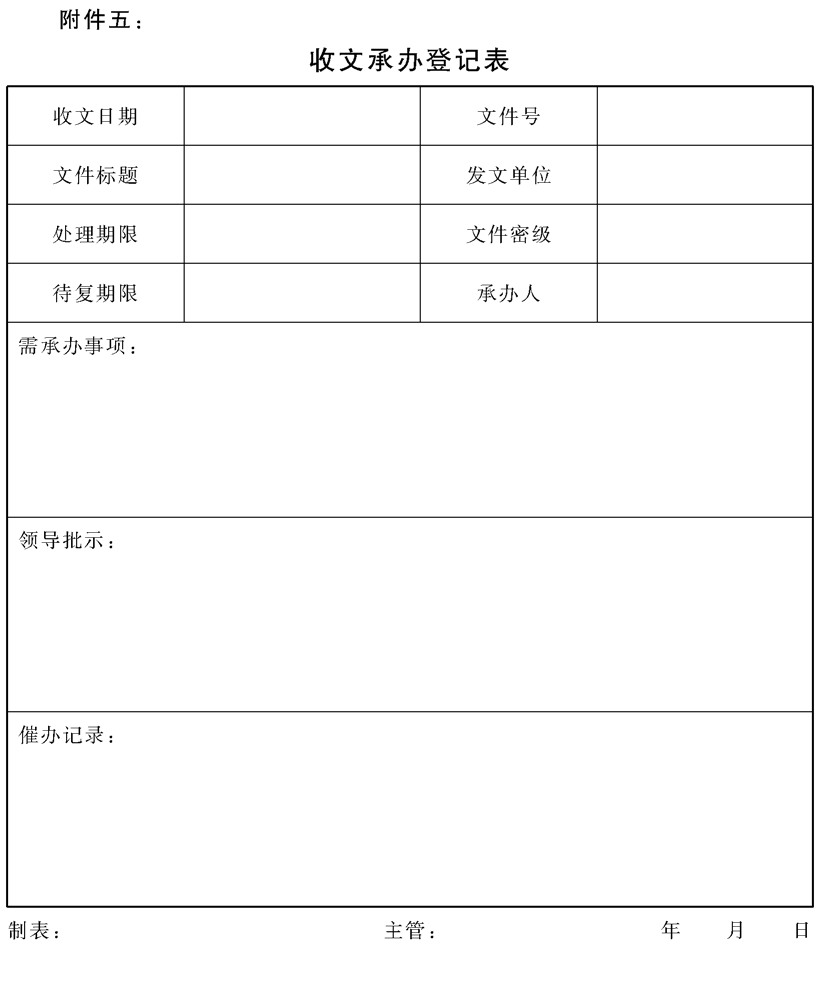 附件五：
收文承办登记表
收文日期 文件号
文件标题 发文单位
处理期限 文件密级
待复期限 承办人
需承办事项：
领导批示：
催办记录：
制表： 主管： 年 月 日